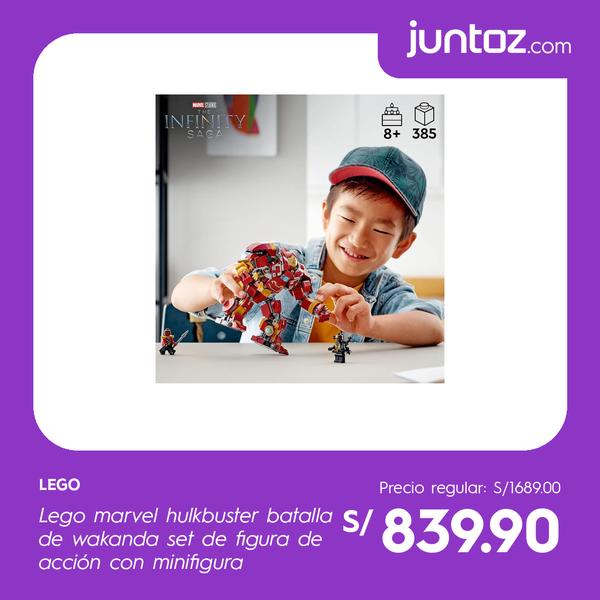 juntoz.com
MARVEL STUDIOS
THE
INFINITY
SAGA
8+ 385
LEGO
Lego marvel hulkbuster batalla
de wakanda set de figura de
acción con minifigura
Precio regular: S/1689.00
S/ 839.90